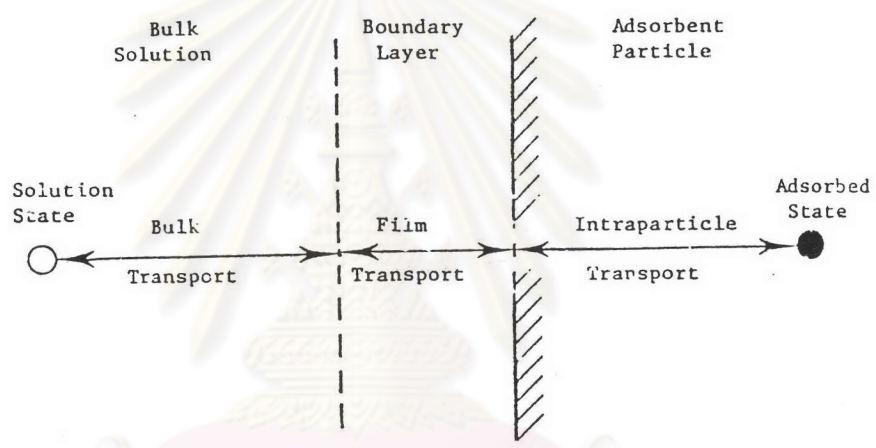 Bulk
Solution
Boundary
Layer
Adsorbent
Particle
Solution
State
Bulk
Transport
Film
Transport
Intraparticle
Transport
Adsorbed
State